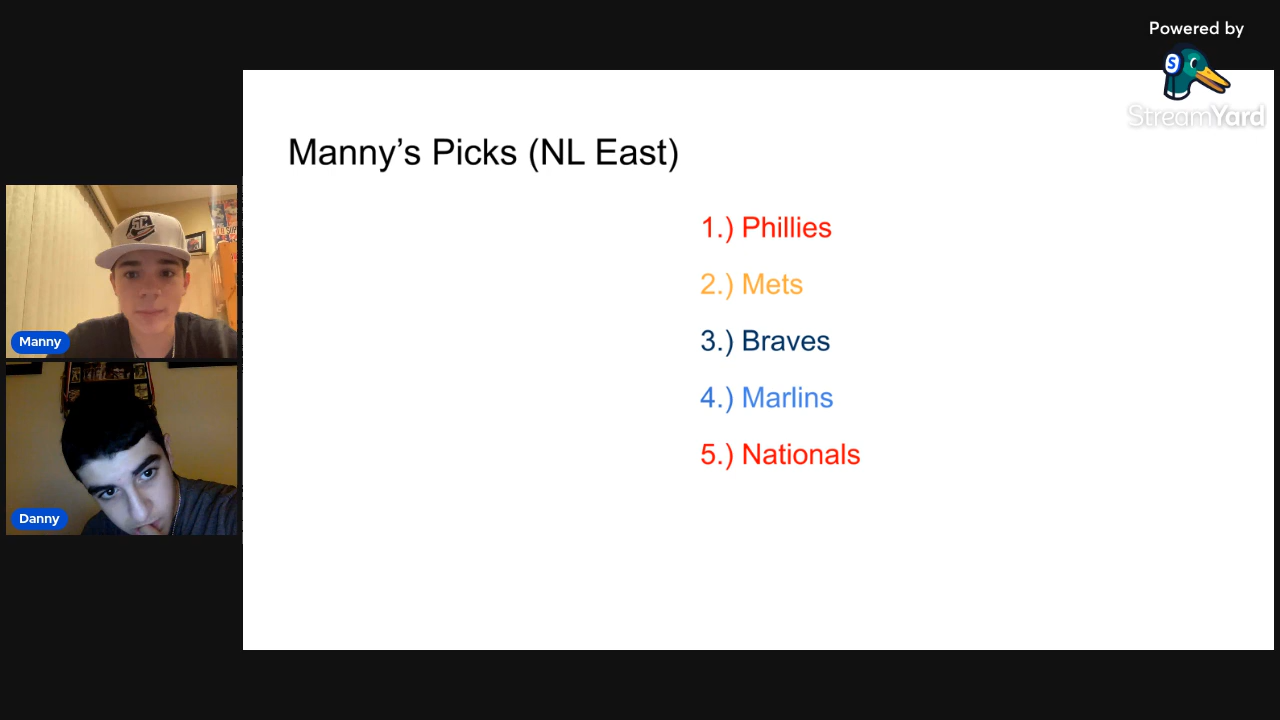 Powered by
StreamYard
Manny’s Picks (NL East)
1.) Phillies
2.) Mets
3.) Braves
4.) Marlins
5.) Nationals
SC
Manny
Danny
S